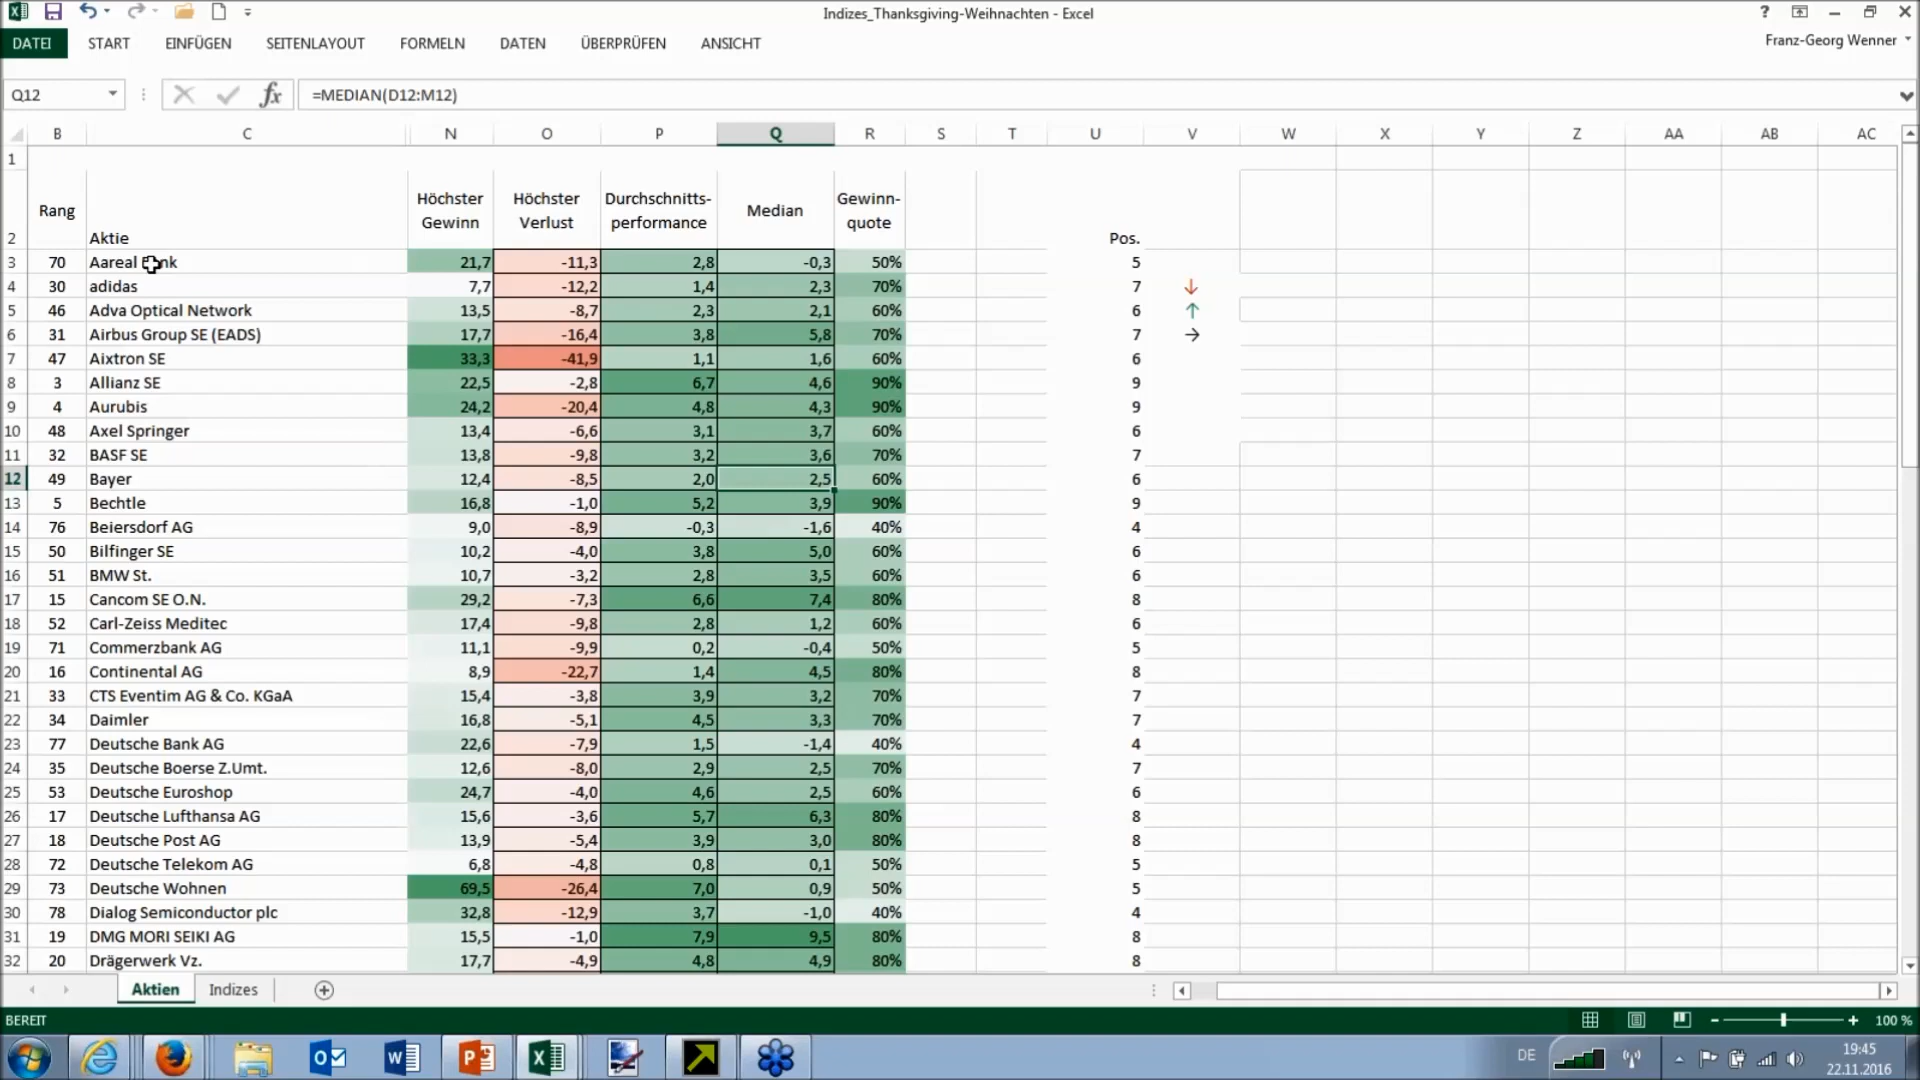 Indizes_Thanksgiving-Weihnachten - Excel
?
Franz-Georg Wenner
DATEI START EINFÜGEN SEITENLAYOUT FORMELN DATEN ÜBERPRÜFEN ANSICHT
Q12 fx =MEDIAN(D12:M12)
B C N O P Q R S T U V W X Y Z AA AB AC
1
2 Rang Aktie Höchster Gewinn Höchster Verlust Durchschnitts-performance Median Gewinn-quote Pos.
3 70 Aareal 21,7 -11,3 2,8 -0,3 50% 5
4 30 adidas 7,7 -12,2 1,4 2,3 70% 7 ↓
5 46 Adva Optical Network 13,5 -8,7 2,3 2,1 60% 6 ↑
6 31 Airbus Group SE (EADS) 17,7 -16,4 3,8 5,8 70% 7 →
7 47 Aixtron SE 33,3 -41,9 1,1 1,6 60% 6
8 3 Allianz SE 22,5 -2,8 6,7 4,6 90% 9
9 4 Aurubis 24,2 -20,4 4,8 4,3 90% 9
10 48 Axel Springer 13,4 -6,6 3,1 3,7 60% 6
11 32 BASF SE 13,8 -9,8 3,2 3,6 70% 7
12 49 Bayer 12,4 -8,5 2,0 2,5 60% 6
13 5 Bechtle 16,8 -1,0 5,2 3,9 90% 9
14 76 Beiersdorf AG 9,0 -8,9 -0,3 -1,6 40% 4
15 50 Bilfinger SE 10,2 -4,0 3,8 5,0 60% 6
16 51 BMW St. 10,7 -3,2 2,8 3,5 60% 6
17 15 Cancom SE O.N. 29,2 -7,3 6,6 7,4 80% 8
18 52 Carl-Zeiss Meditec 17,4 -9,8 2,8 1,2 60% 6
19 71 Commerzbank AG 11,1 -9,9 0,2 -0,4 50% 5
20 16 Continental AG 8,9 -22,7 1,4 4,5 80% 8
21 33 CTS Eventim AG & Co. KGaA 15,4 -3,8 3,9 3,2 70% 7
22 34 Daimler 16,8 -5,1 4,5 3,3 70% 7
23 77 Deutsche Bank AG 22,6 -7,9 1,5 -1,4 40% 4
24 35 Deutsche Boerse Z.Umt. 12,6 -8,0 2,9 2,5 70% 7
25 53 Deutsche Euroshop 24,7 -4,0 4,6 2,5 60% 6
26 17 Deutsche Lufthansa AG 15,6 -3,6 5,7 6,3 80% 8
27 18 Deutsche Post AG 13,9 -5,4 3,9 3,0 80% 8
28 72 Deutsche Telekom AG 6,8 -4,8 0,8 0,1 50% 5
29 73 Deutsche Wohnen 69,5 -26,4 7,0 0,9 50% 5
30 78 Dialog Semiconductor plc 32,8 -12,9 3,7 -1,0 40% 4
31 19 DMG MORI SEIKI AG 15,5 -1,0 7,9 9,5 80% 8
32 20 Drägerwerk Vz. 17,7 -4,9 4,8 4,9 80% 8
Aktien Indizes
BEREIT 100 %
DE 19:45
22.11.2016